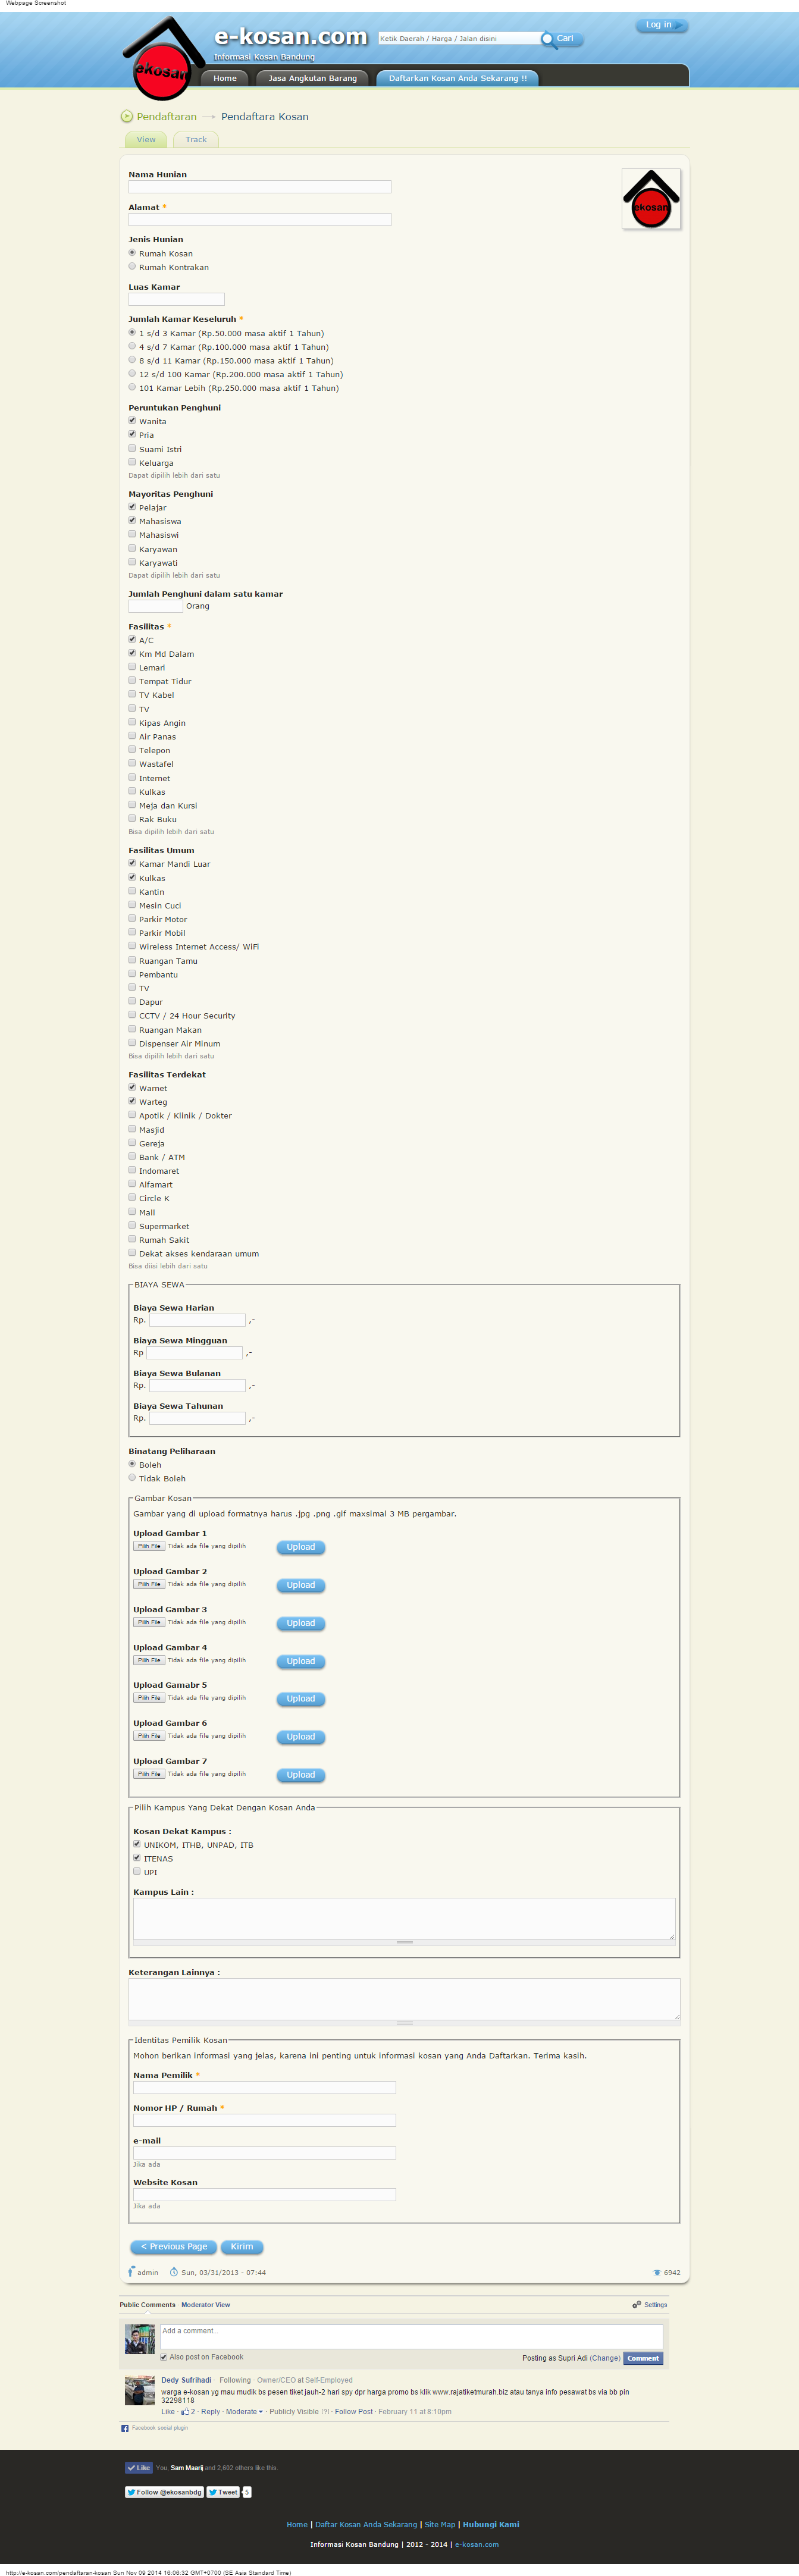 Webpage Screenshot
e-kosan.com
Informasi Kosan Bandung
Ketik Daerah / Harga / Jalan disini
Cari
Log in
ekosan
Home
Jasa Angkutan Barang
Daftarkan Kosan Anda Sekarang !!
Pendaftaran → Pendaftara Kosan
View
Track
ekosan
Nama Hunian
Alamat *
Jenis Hunian
Rumah Kosan
Rumah Kontrakan
Luas Kamar
Jumlah Kamar Keseluruh *
1 s/d 3 Kamar (Rp.50.000 masa aktif 1 Tahun)
4 s/d 7 Kamar (Rp.100.000 masa aktif 1 Tahun)
8 s/d 11 Kamar (Rp.150.000 masa aktif 1 Tahun)
12 s/d 100 Kamar (Rp.200.000 masa aktif 1 Tahun)
101 Kamar Lebih (Rp.250.000 masa aktif 1 Tahun)
Peruntukan Penghuni
Wanita
Pria
Suami Istri
Keluarga
Dapat dipilih lebih dari satu
Mayoritas Penghuni
Pelajar
Mahasiswa
Mahasiswi
Karyawan
Karyawati
Dapat dipilih lebih dari satu
Jumlah Penghuni dalam satu kamar
Orang
Fasilitas *
A/C
Km Md Dalam
Lemari
Tempat Tidur
TV Kabel
TV
Kipas Angin
Air Panas
Telepon
Wastafel
Internet
Kulkas
Meja dan Kursi
Rak Buku
Bisa dipilih lebih dari satu
Fasilitas Umum
Kamar Mandi Luar
Kulkas
Kantin
Mesin Cuci
Parkir Motor
Parkir Mobil
Wireless Internet Access/ WiFi
Ruangan Tamu
Pembantu
TV
Dapur
CCTV / 24 Hour Security
Ruangan Makan
Dispenser Air Minum
Bisa dipilih lebih dari satu
Fasilitas Terdekat
Warnet
Warteg
Apotik / Klinik / Dokter
Masjid
Gereja
Bank / ATM
Indomaret
Alfamart
Circle K
Mall
Supermarket
Rumah Sakit
Dekat akses kendaraan umum
Bisa diisi lebih dari satu
BIAYA SEWA
Biaya Sewa Harian
Rp. ,-
Biaya Sewa Mingguan
Rp ,-
Biaya Sewa Bulanan
Rp. ,-
Biaya Sewa Tahunan
Rp. ,-
Binatang Peliharaan
Boleh
Tidak Boleh
Gambar Kosan
Gambar yang di upload formatnya harus .jpg .png .gif maxsimal 3 MB pergambar.
Upload Gambar 1
Pilih File Tidak ada file yang dipilih Upload
Upload Gambar 2
Pilih File Tidak ada file yang dipilih Upload
Upload Gambar 3
Pilih File Tidak ada file yang dipilih Upload
Upload Gambar 4
Pilih File Tidak ada file yang dipilih Upload
Upload Gamabr 5
Pilih File Tidak ada file yang dipilih Upload
Upload Gambar 6
Pilih File Tidak ada file yang dipilih Upload
Upload Gambar 7
Pilih File Tidak ada file yang dipilih Upload
Pilih Kampus Yang Dekat Dengan Kosan Anda
Kosan Dekat Kampus :
UNIKOM, ITHB, UNPAD, ITB
ITENAS
UPI
Kampus Lain :
Keterangan Lainnya :
Identitas Pemilik Kosan
Mohon berikan informasi yang jelas, karena ini penting untuk informasi kosan yang Anda Daftarkan. Terima kasih.
Nama Pemilik *
Nomor HP / Rumah *
e-mail
Jika ada
Website Kosan
Jika ada
< Previous Page
Kirim
admin Sun, 03/31/2013 - 07:44 6942
Public Comments · Moderator View Settings
Add a comment...
Also post on Facebook Posting as Supri Adi (Change) Comment
Dedy Sufrihadi · Following · Owner/CEO at Self-Employed
warga e-kosan yg mau mudik bs pesen tiket jauh-2 hari spy dpr harga promo bs klik www.rajatiketmurah.biz atau tanya info pesawat bs via bb pin
32298118
Like · 2 · Reply · Moderate · Publicly Visible [?] · Follow Post · February 11 at 8:10pm
Facebook social plugin
Like You, Sam Maarij and 2,602 others like this.
Follow @ekosanbdg Tweet 5
Home | Daftar Kosan Anda Sekarang | Site Map | Hubungi Kami
Informasi Kosan Bandung | 2012 - 2014 | e-kosan.com
http://e-kosan.com/pendaftaran-kosan Sun Nov 09 2014 16:06:32 GMT+0700 (SE Asia Standard Time)